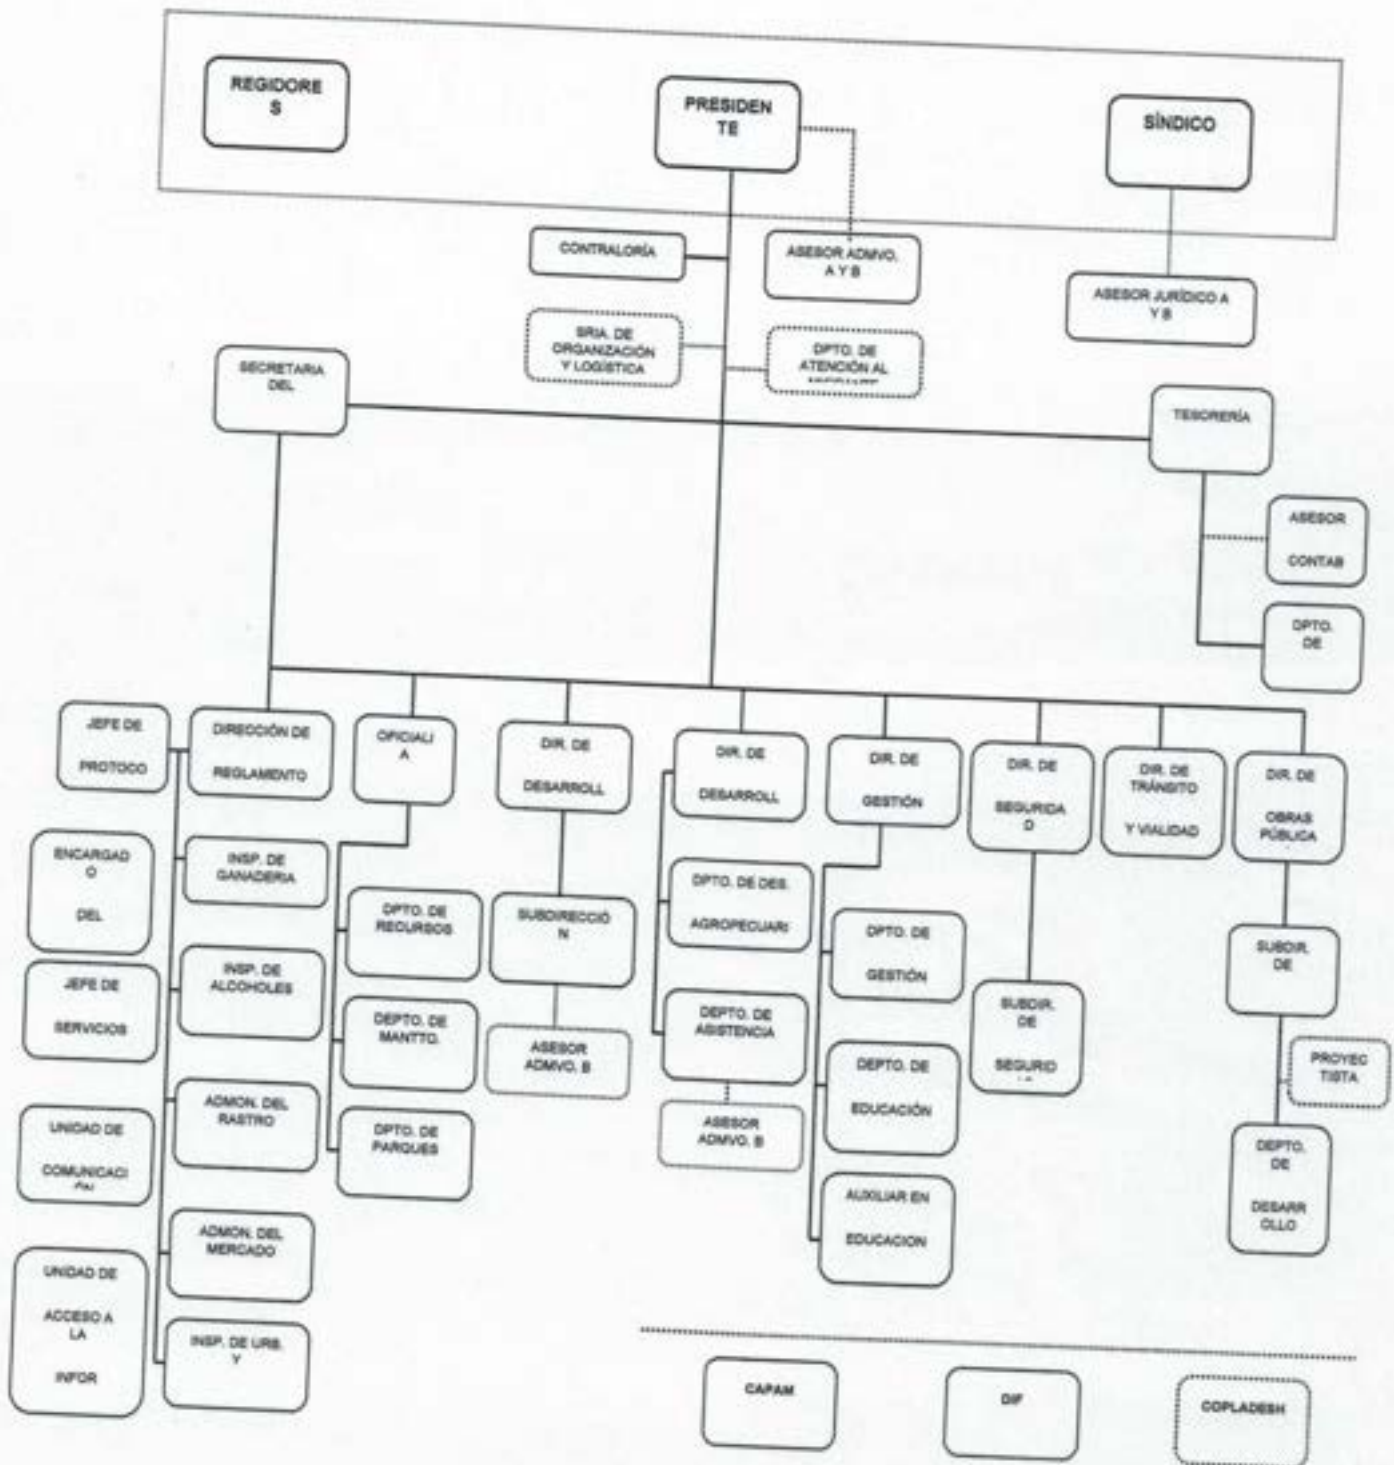 REGIDORE
S
PRESIDEN
TE
SÍNDICO
CONTRALORÍA
ASESOR ADMVO.
A Y B
ASESOR JURÍDICO A
Y B
SRIA. DE
ORGANIZACIÓN
Y LOGÍSTICA
DPTO. DE
ATENCIÓN AL
SECRETARIA
DEL
TESORERÍA
ASESOR
CONTAB
DPTO.
DE
JEFE DE
PROTOCO
DIRECCIÓN DE
REGLAMENTO
OFICIALI
A
DIR. DE
DESARROLL
DIR. DE
DESARROLL
DIR. DE
GESTIÓN
DIR. DE
SEGURIDA
D
DIR. DE
TRÁNSITO
Y VIALIDAD
DIR. DE
OBRAS
PÚBLICA
ENCARGAD
O
DEL
INSP. DE
GANADERIA
DPTO. DE
RECURSOS
SUBDIRECCIÓ
N
DPTO. DE DES.
AGROPECUARI
DPTO. DE
GESTIÓN
SUBDIR.
DE
JEFE DE
SERVICIOS
INSP. DE
ALCOHOLES
DEPTO. DE
MANTTO.
ASESOR
ADMVO. B
DEPTO. DE
ASISTENCIA
SUBDIR.
DE
SEGURID
DEPTO. DE
EDUCACIÓN
PROYEC
TISTA
UNIDAD DE
COMUNICACI
ADMON. DEL
RASTRO
DPTO. DE
PARQUES
ASESOR
ADMVO. B
DEPTO.
DE
DESARR
OLLO
AUXILIAR EN
EDUCACION
ADMON. DEL
MERCADO
UNIDAD DE
ACCESO A
LA
INFOR
INSP. DE URB.
Y
CAPAM
DIF
COPLADESH